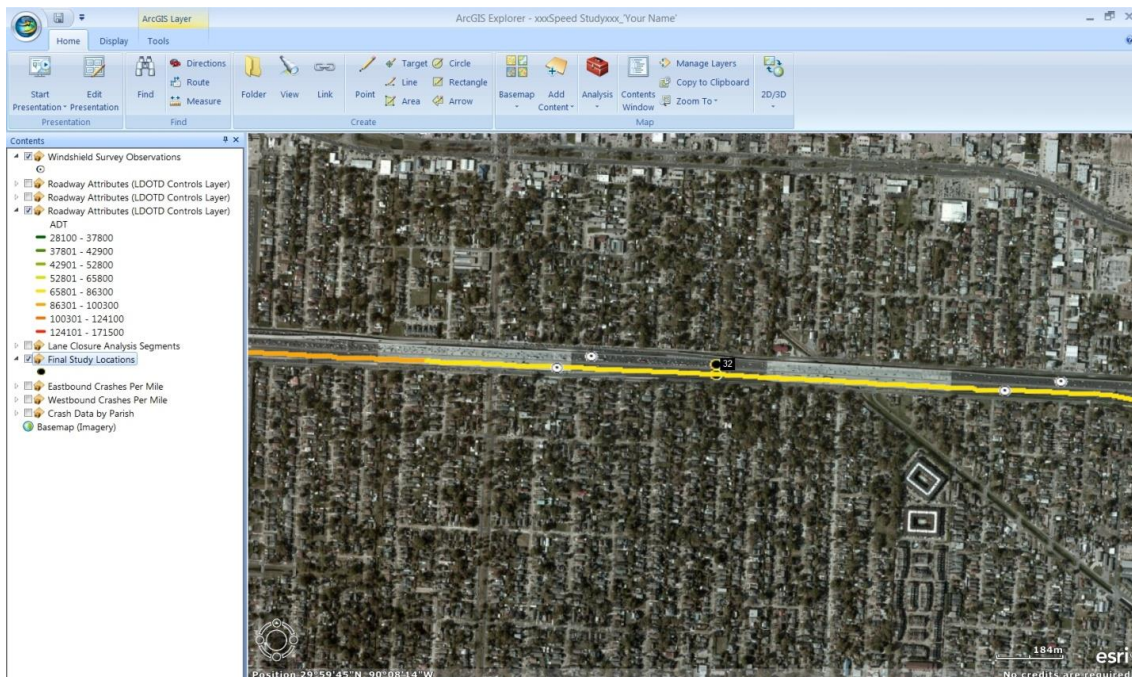 ArcGIS Layer
ArcGIS Explorer - xxxSpeed Studyxxx_'Your Name'
Home Display Tools
Start Presentation
Edit Presentation
Presentation
Find
Directions
Route
Measure
Find
Folder
View
Link
Point
Target
Line
Area
Circle
Rectangle
Arrow
Create
Basemap
Add Content
Analysis
Contents Window
Manage Layers
Copy to Clipboard
Zoom To
Map
2D/3D
Contents
Windshield Survey Observations
Roadway Attributes (LDOTD Controls Layer)
Roadway Attributes (LDOTD Controls Layer)
Roadway Attributes (LDOTD Controls Layer)
ADT
28100 - 37800
37801 - 42900
42901 - 52800
52801 - 65800
65801 - 86300
86301 - 100300
100301 - 124100
124101 - 171500
Lane Closure Analysis Segments
Final Study Locations
Eastbound Crashes Per Mile
Westbound Crashes Per Mile
Crash Data by Parish
Basemap (Imagery)
32
184m
esri
Position 29°59'45"N, 90°08'14"W
No credits are required